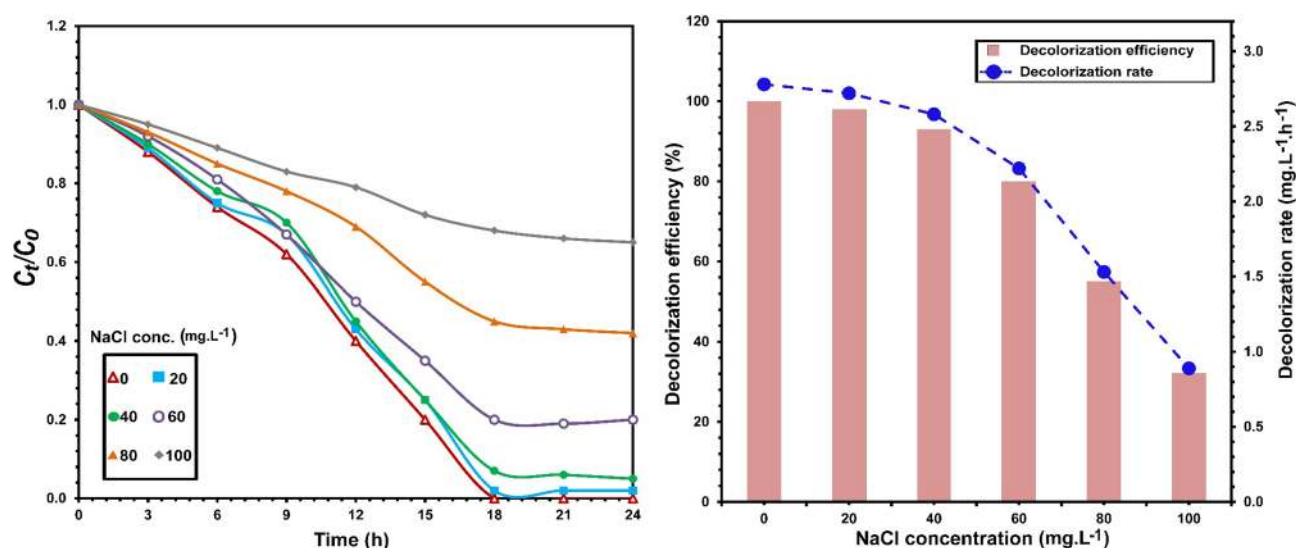 1.2
1.0
0.8
0.6
0.4
0.2
0.0
Ct/C0
NaCl conc. (mg.L-1)
0 20
40 60
80 100
0 3 6 9 12 15 18 21 24
Time (h)
120
100
80
60
40
20
0
Decolorization efficiency (%)
Decolorization efficiency
Decolorization rate
3.0
2.5
2.0
1.5
1.0
0.5
0.0
Decolorization rate (mg.L-1.h-1)
0 20 40 60 80 100
NaCl concentration (mg.L-1)